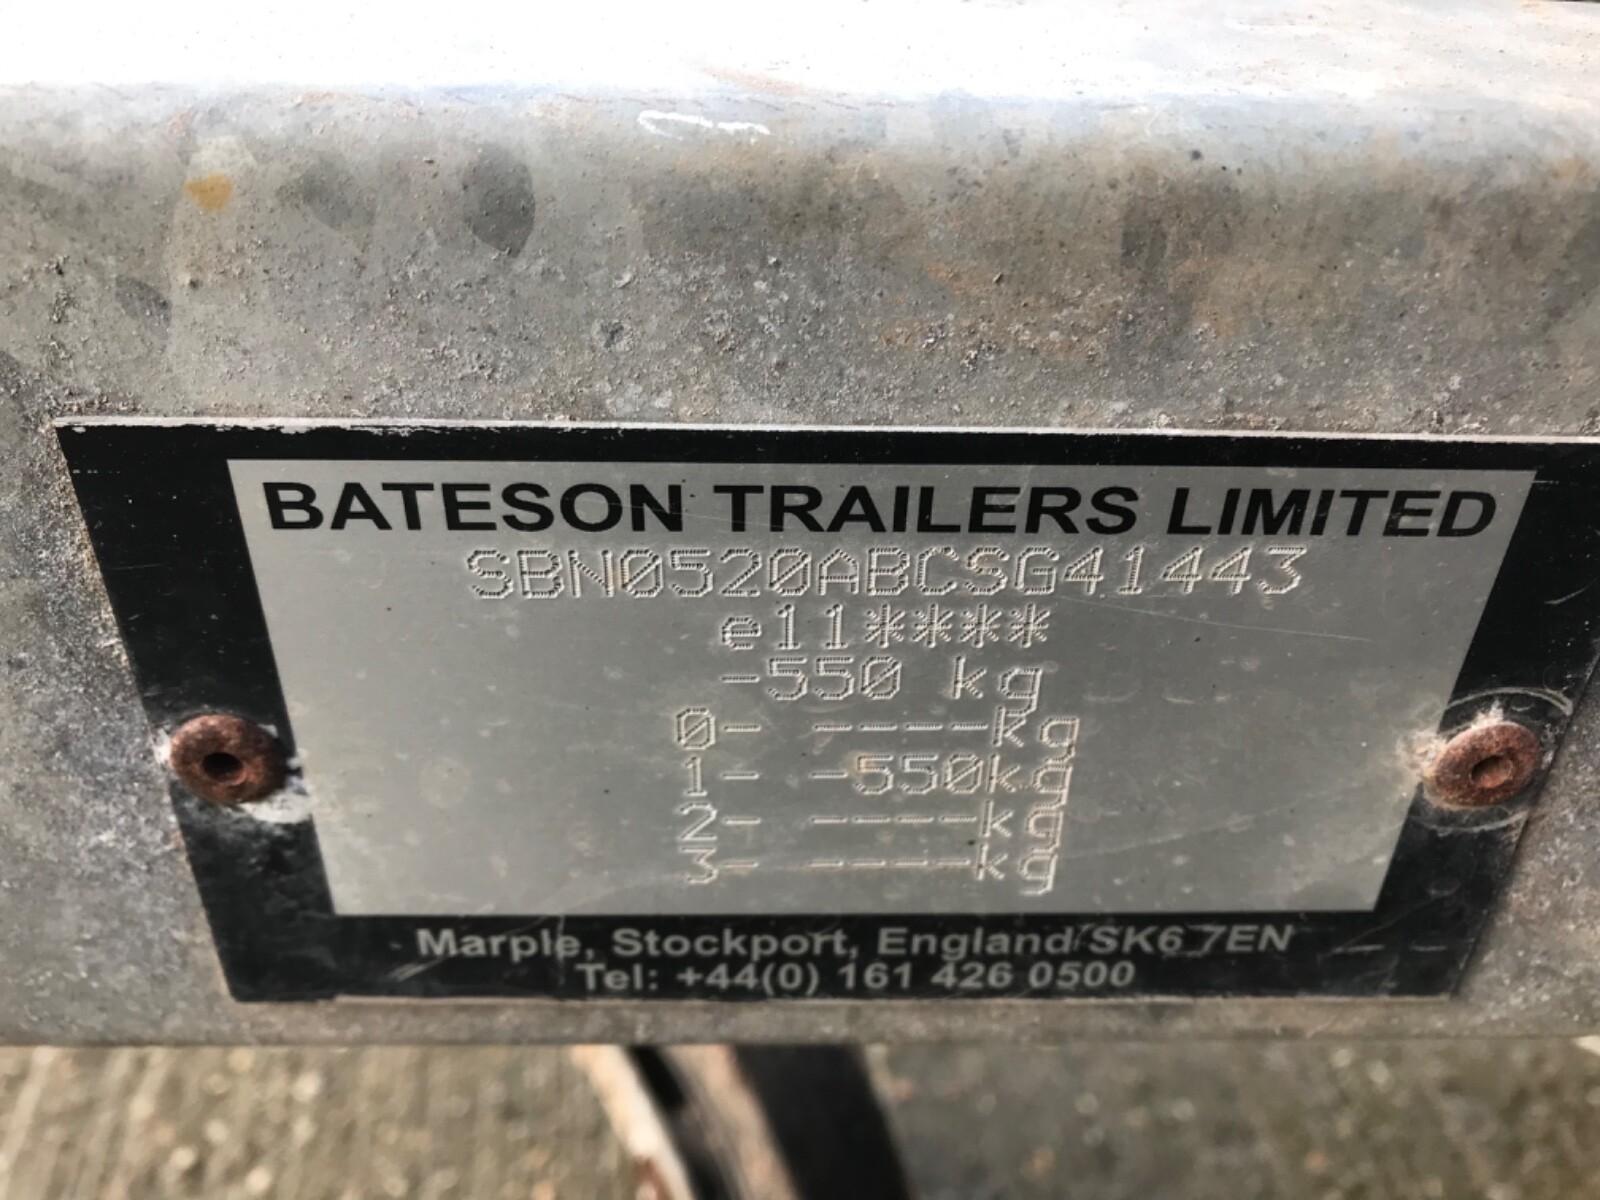 BATESON TRAILERS LIMITED
SBN0520ABCSG41443
e11****
-550 kg
0- ----kg
1- -550kg
2- ----kg
3- ----kg
Marple, Stockport, England SK6 7EN
Tel: +44(0) 161 426 0500